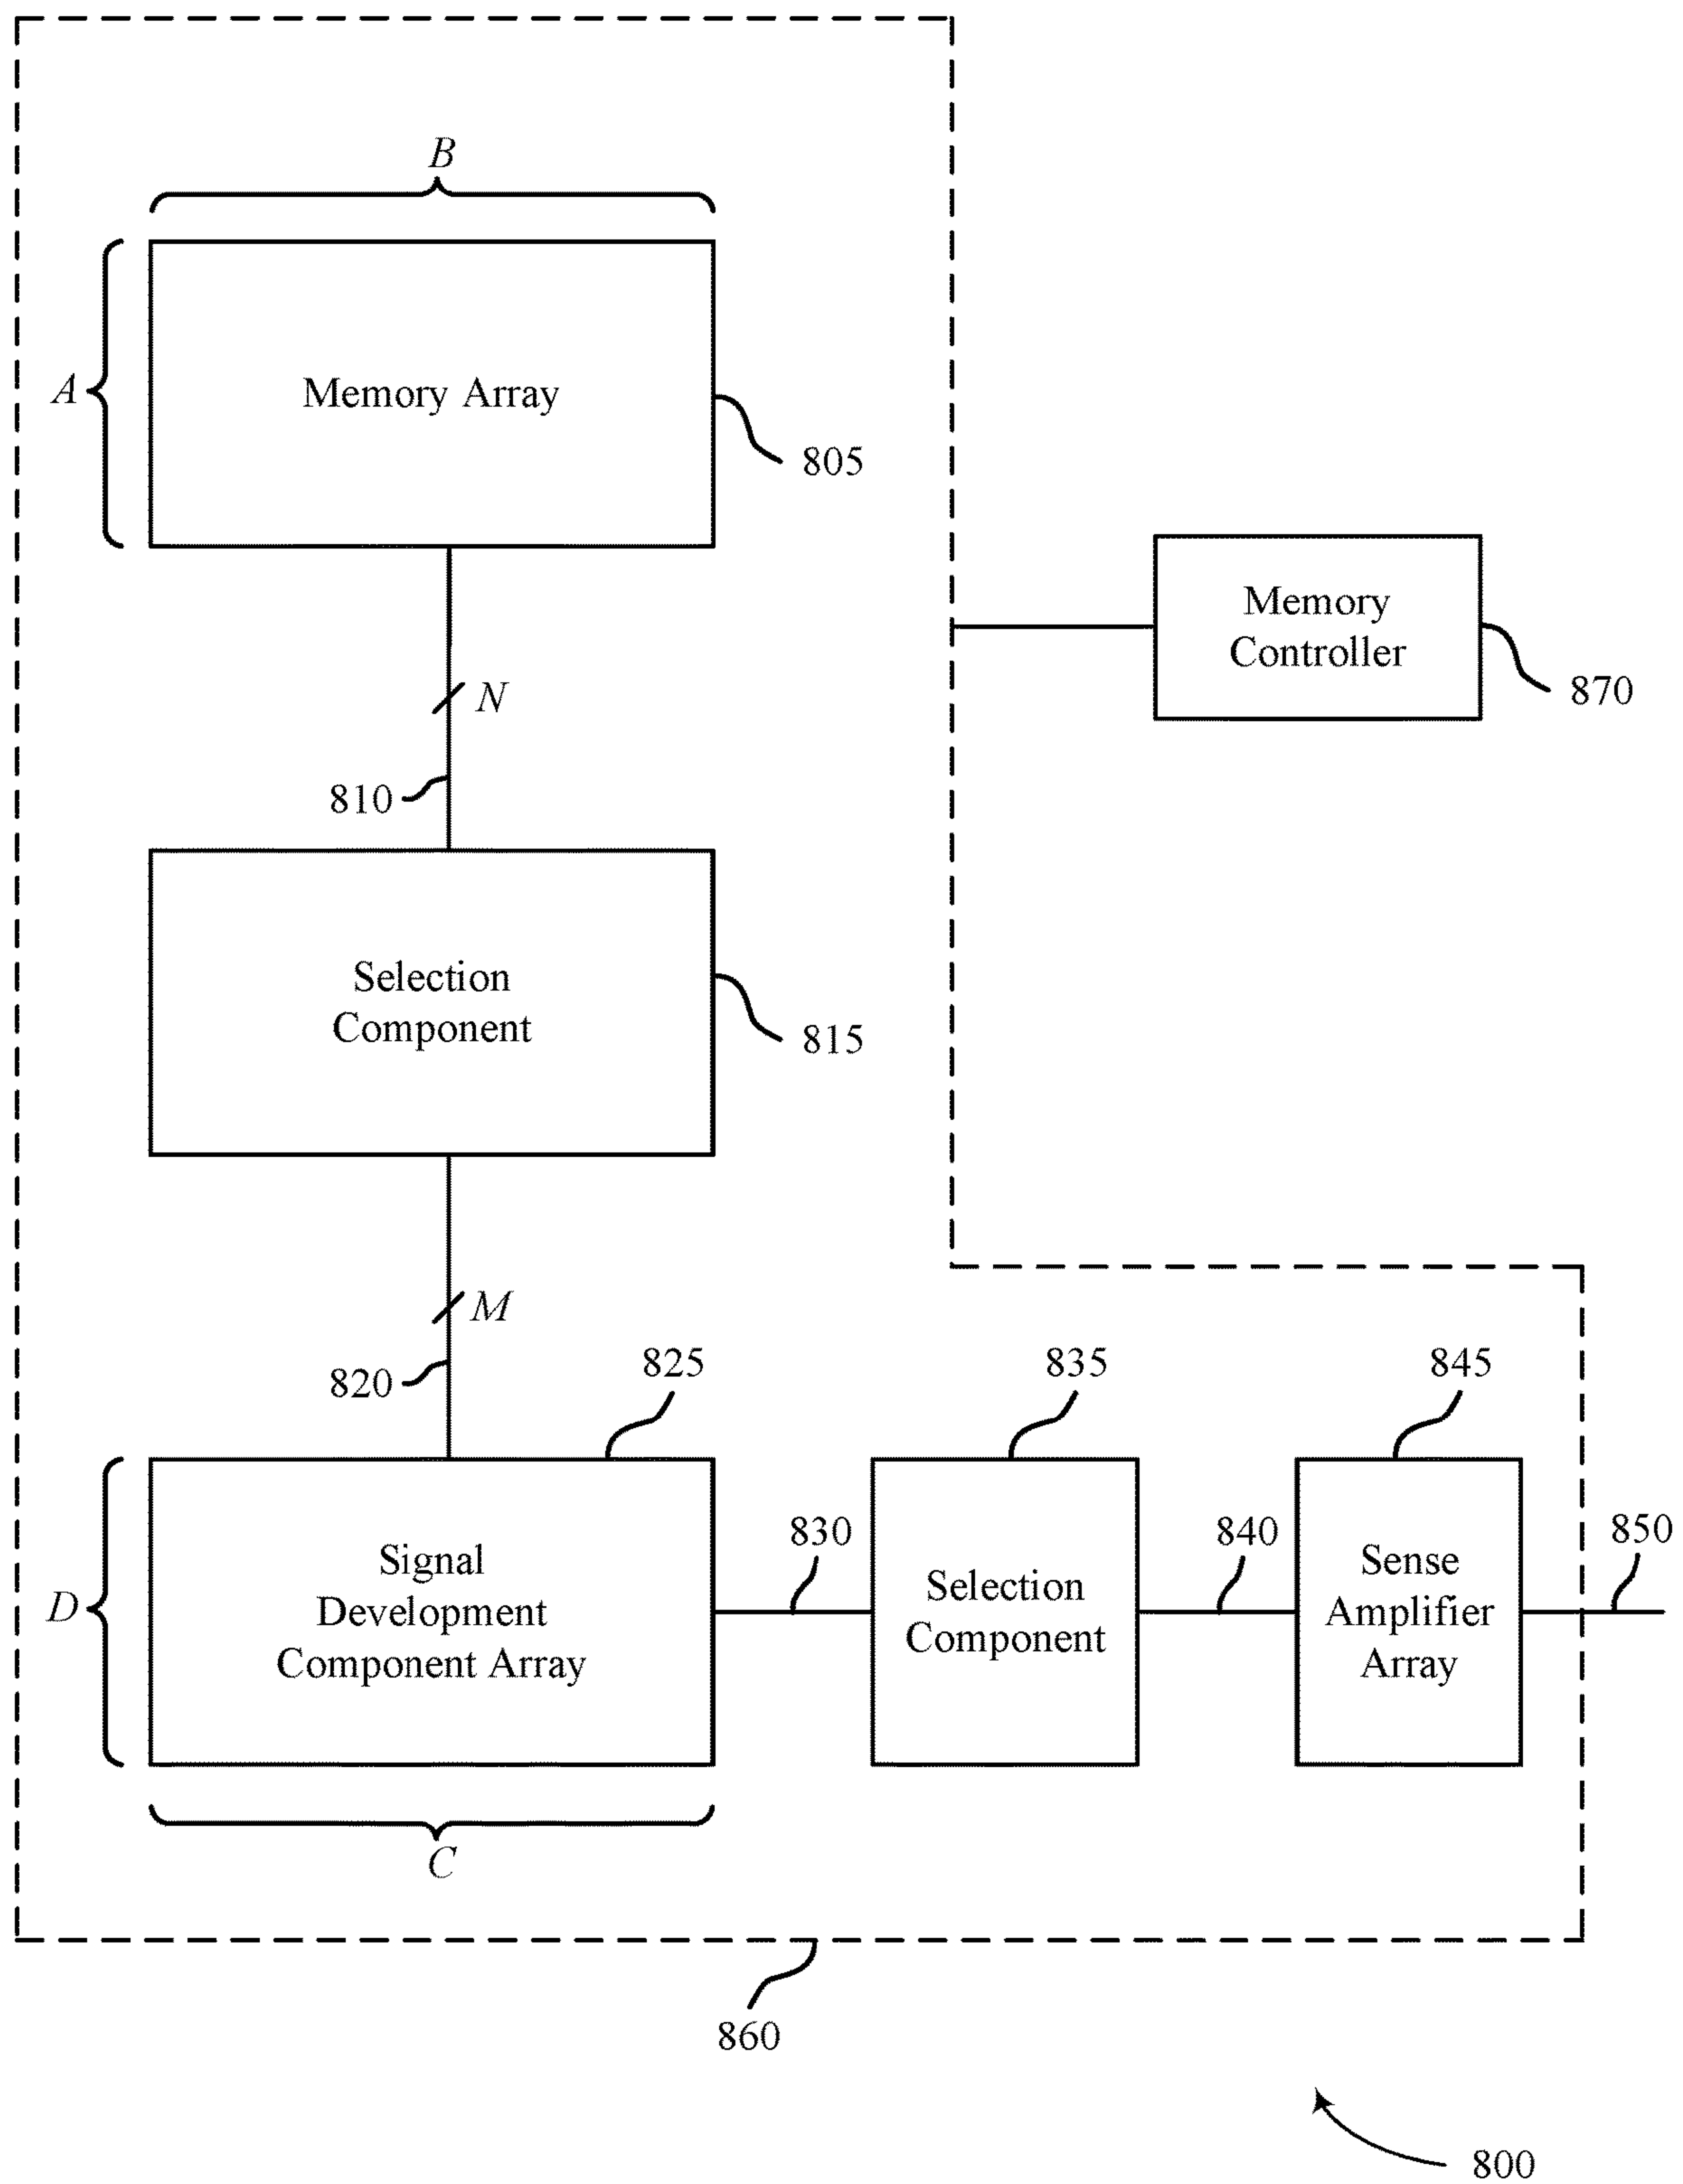 B
A
Memory Array
805
Memory
Controller
870
N
810
Selection
Component
815
M
820
825
835
845
D
Signal
Development
Component Array
830
Selection
Component
840
Sense
Amplifier
Array
850
C
860
800